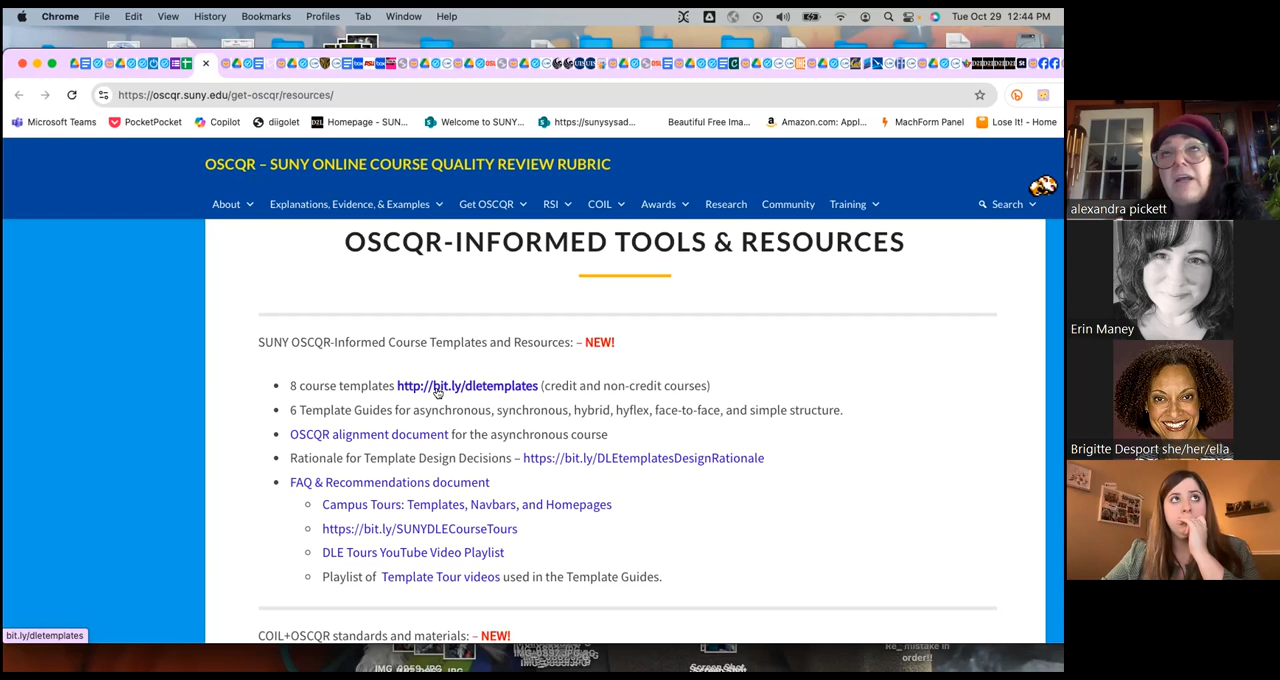 Chrome File Edit View History Bookmarks Profiles Tab Window Help Tue Oct 29 12:44 PM
https://oscqr.suny.edu/get-oscqr/resources/
Microsoft Teams PocketPocket Copilot diigolet Homepage - SUN... Welcome to SUNY... https://sunysysad... Beautiful Free Ima... Amazon.com: Appl... MachForm Panel Lose It! - Home
OSCQR – SUNY ONLINE COURSE QUALITY REVIEW RUBRIC
About Explanations, Evidence, & Examples Get OSCQR RSI COIL Awards Research Community Training Search
OSCQR-INFORMED TOOLS & RESOURCES
SUNY OSCQR-Informed Course Templates and Resources: – NEW!
8 course templates http://bit.ly/dletemplates (credit and non-credit courses)
6 Template Guides for asynchronous, synchronous, hybrid, hyflex, face-to-face, and simple structure.
OSCQR alignment document for the asynchronous course
Rationale for Template Design Decisions – https://bit.ly/DLEtemplatesDesignRationale
FAQ & Recommendations document
Campus Tours: Templates, Navbars, and Homepages
https://bit.ly/SUNYDLECourseTours
DLE Tours YouTube Video Playlist
Playlist of Template Tour videos used in the Template Guides.
COIL+OSCQR standards and materials: – NEW!
bit.ly/dletemplates
Re_ mistake in
order!!
Screen Shot
alexandra pickett
Erin Maney
Brigitte Desport she/her/ella